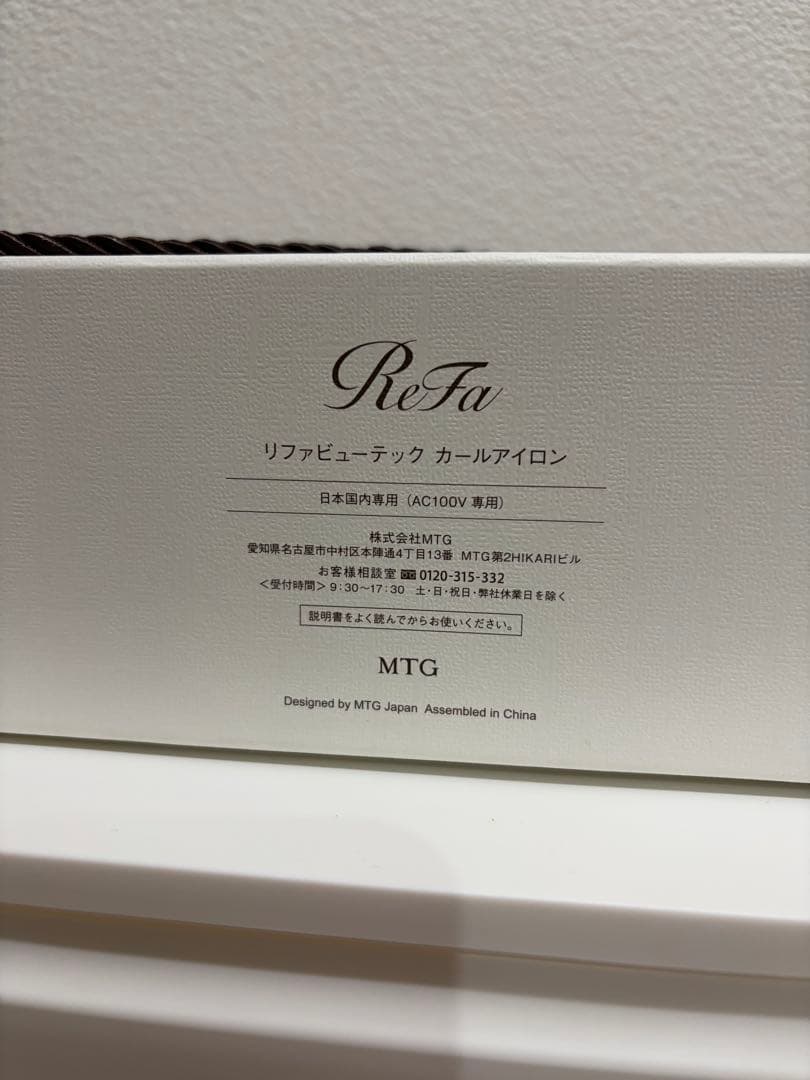 ReFa
リファビューテック カールアイロン
日本国内専用（AC100V 専用）
株式会社MTG
愛知県名古屋市中村区本陣通4丁目13番 MTG第2HIKARIビル
お客様相談室 0120-315-332
＜受付時間＞9：30〜17：30 土・日・祝日・弊社休業日を除く
説明書をよく読んでからお使いください。
MTG
Designed by MTG Japan Assembled in China